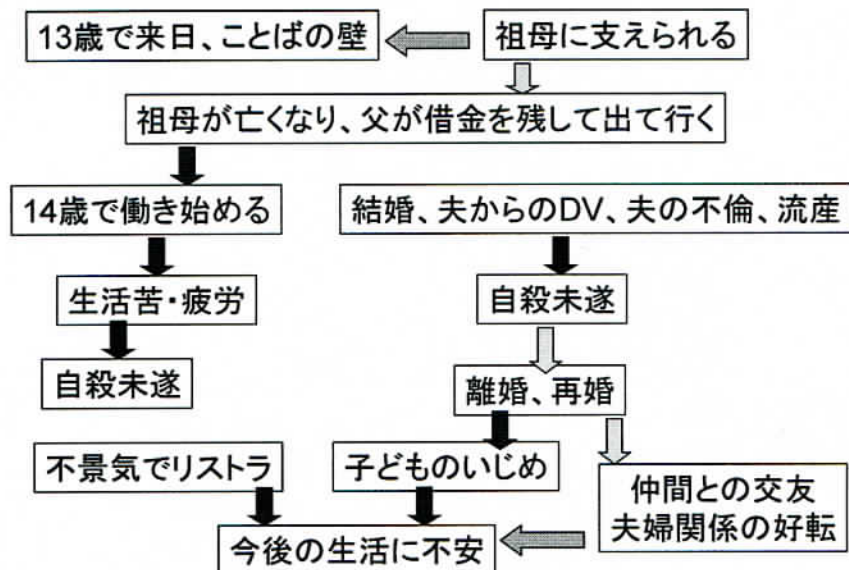 13歳で来日、ことばの壁
祖母に支えられる
祖母が亡くなり、父が借金を残して出て行く
14歳で働き始める
結婚、夫からのDV、夫の不倫、流産
生活苦・疲労
自殺未遂
自殺未遂
離婚、再婚
不景気でリストラ
子どものいじめ
仲間との交友
夫婦関係の好転
今後の生活に不安